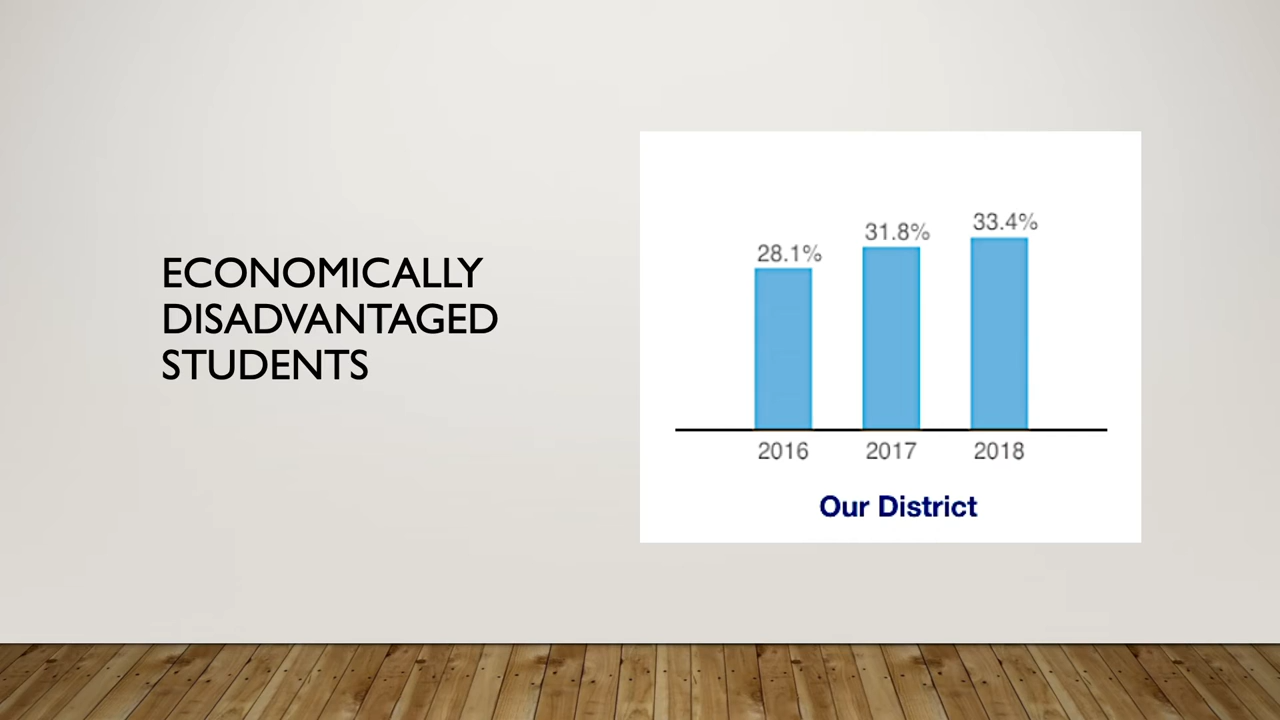 ECONOMICALLY
DISADVANTAGED
STUDENTS
28.1%
31.8%
33.4%
2016
2017
2018
Our District